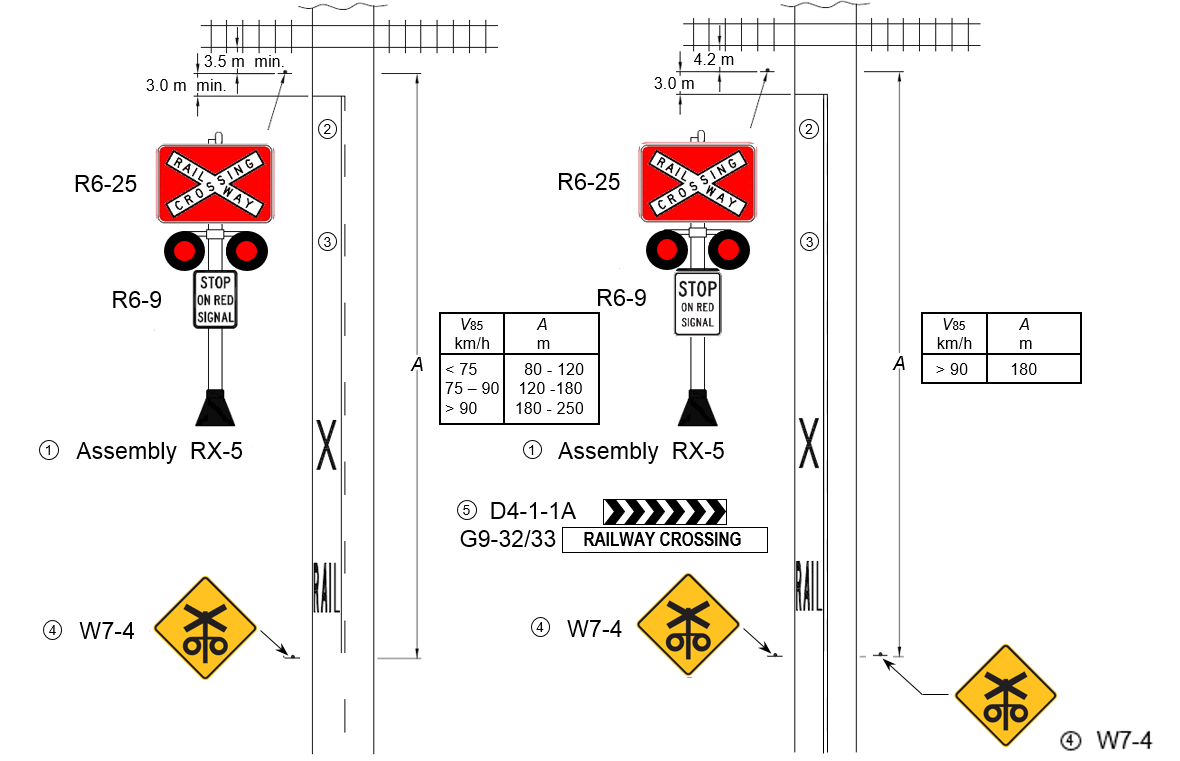 3.5 m min.
3.0 m min.
②
RAIL
CROSSING
WAY
R6-25
③
STOP
ON RED
SIGNAL
R6-9
V85 A
km/h m
< 75 80 - 120
75 – 90 120 -180
> 90 180 - 250
A
① Assembly RX-5
X
RAIL
④ W7-4
4.2 m
3.0 m
②
RAIL
CROSSING
WAY
R6-25
③
STOP
ON RED
SIGNAL
R6-9
V85 A
km/h m
> 90 180
A
① Assembly RX-5
X
⑤ D4-1-1A
G9-32/33 RAILWAY CROSSING
RAIL
④ W7-4
④ W7-4